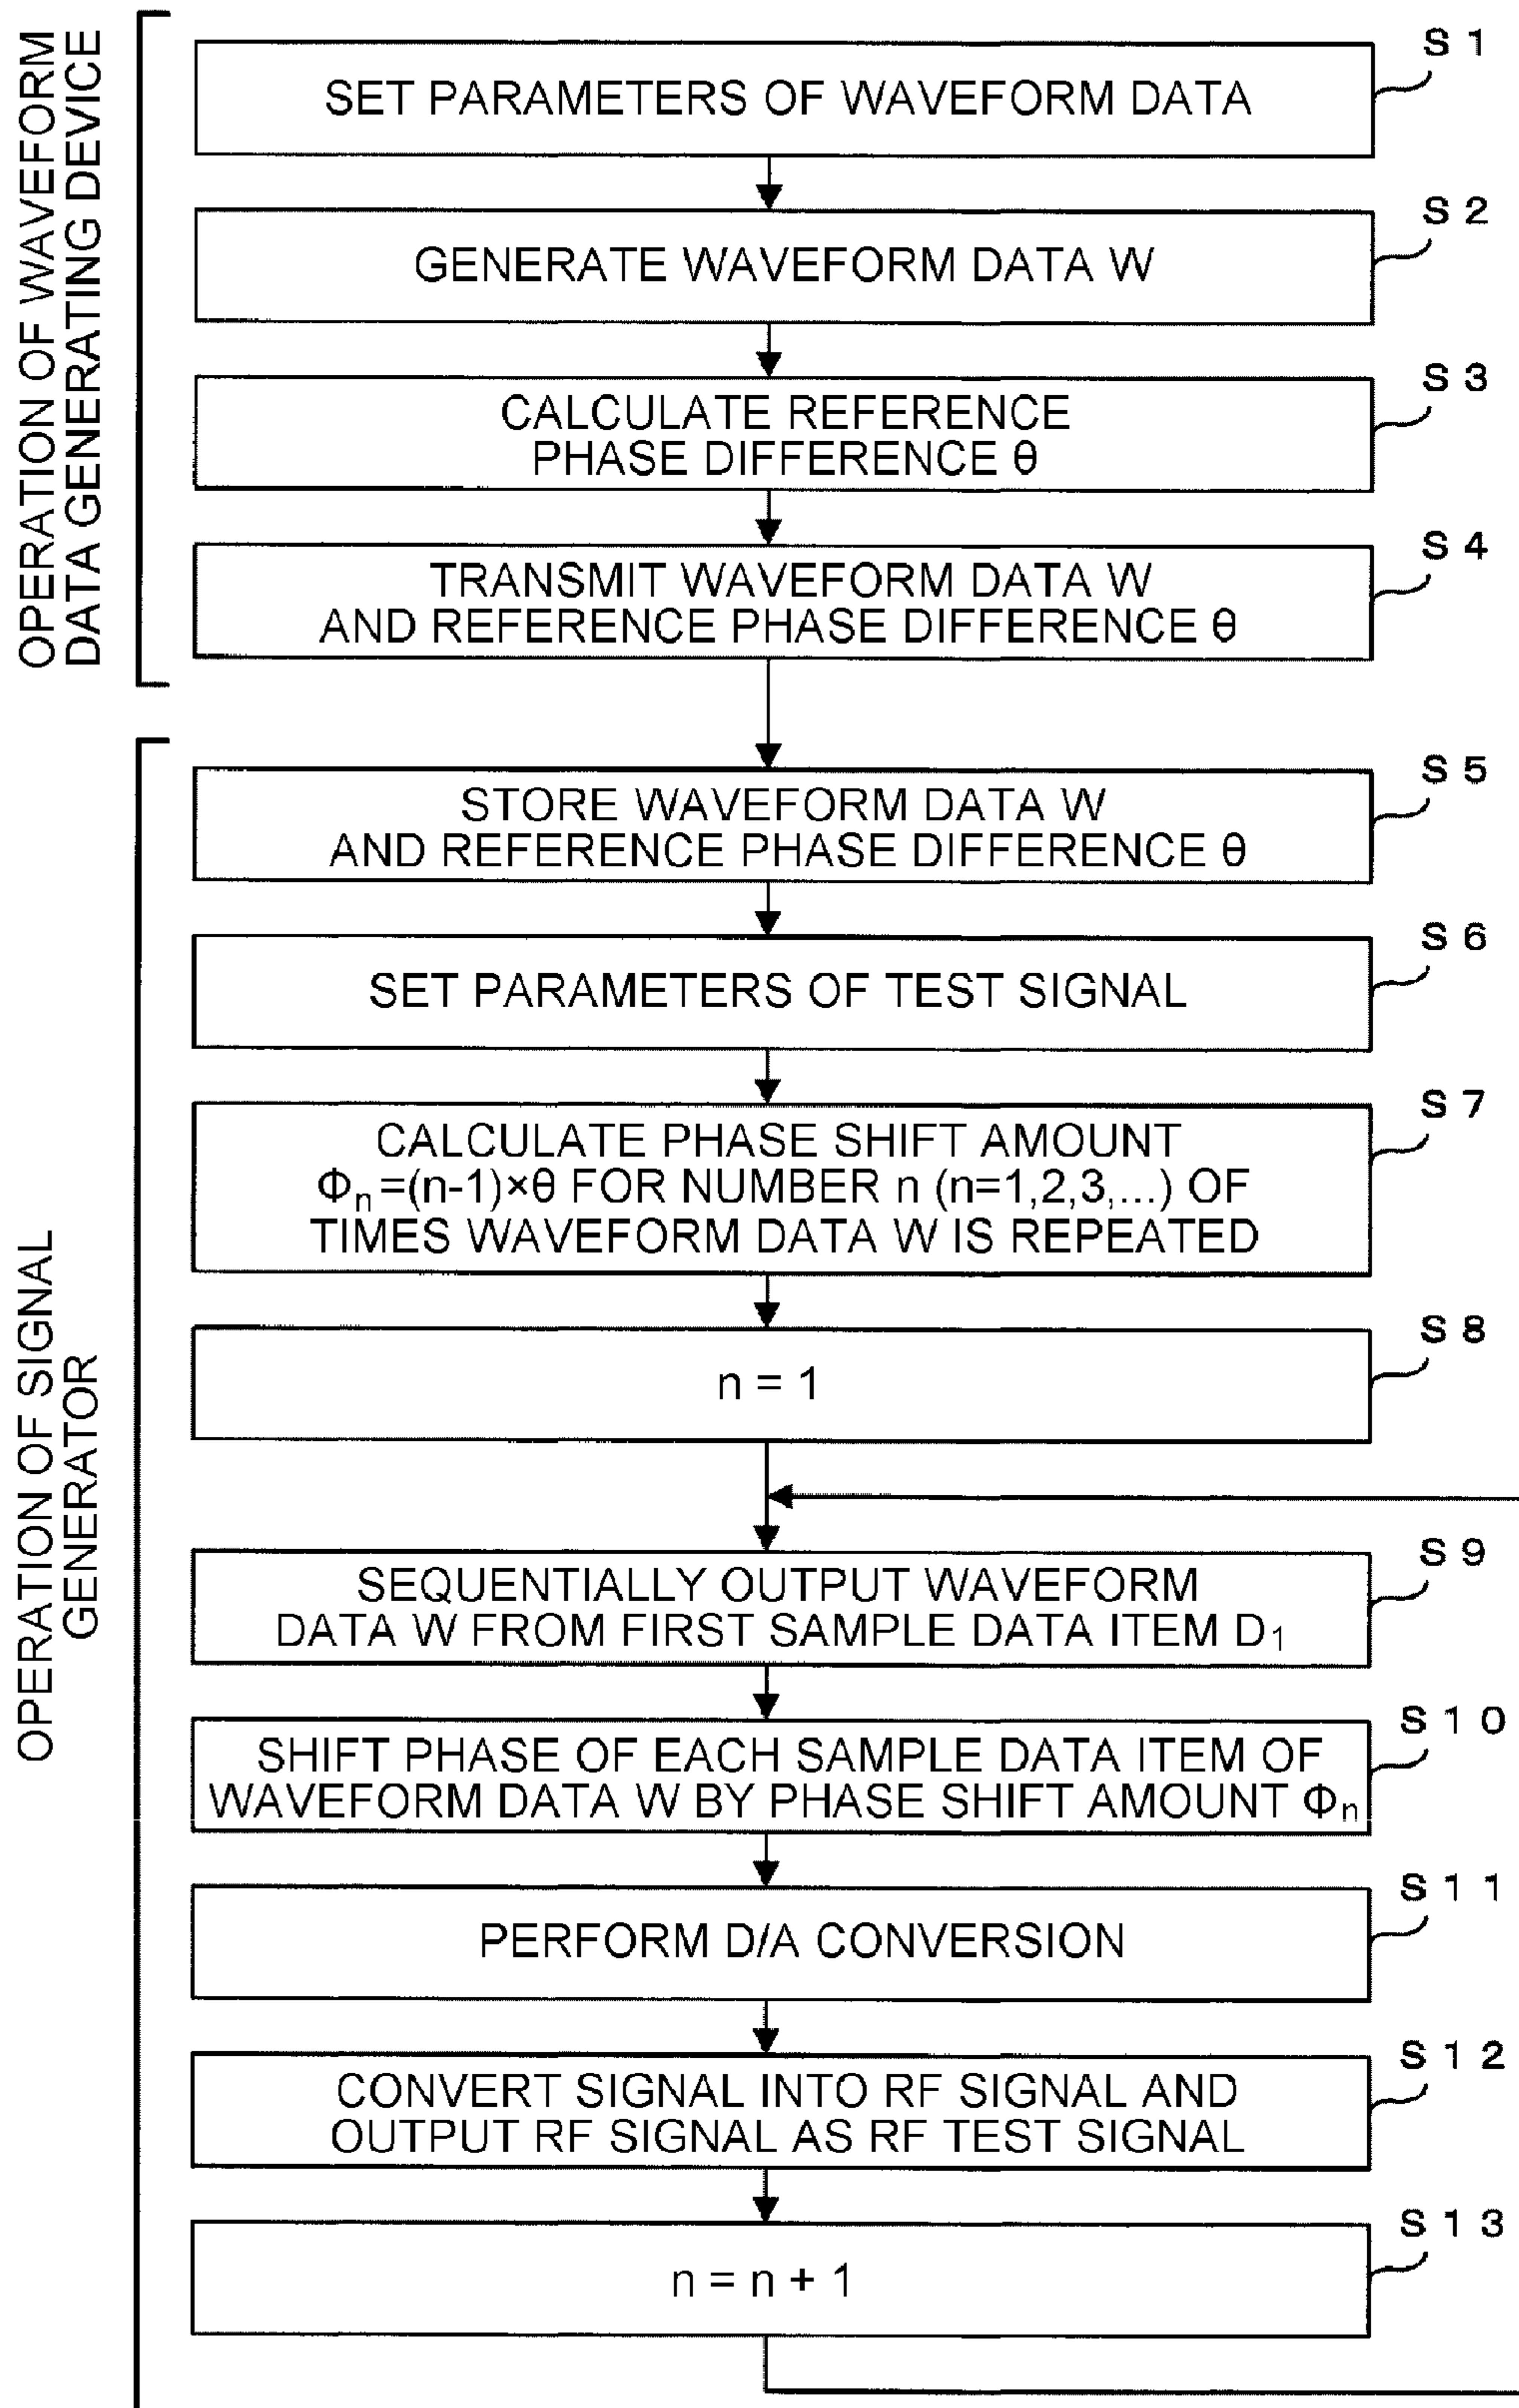 OPERATION OF WAVEFORM
DATA GENERATING DEVICE
S1
SET PARAMETERS OF WAVEFORM DATA
S2
GENERATE WAVEFORM DATA W
S3
CALCULATE REFERENCE
PHASE DIFFERENCE θ
S4
TRANSMIT WAVEFORM DATA W
AND REFERENCE PHASE DIFFERENCE θ
OPERATION OF SIGNAL
GENERATOR
S5
STORE WAVEFORM DATA W
AND REFERENCE PHASE DIFFERENCE θ
S6
SET PARAMETERS OF TEST SIGNAL
S7
CALCULATE PHASE SHIFT AMOUNT
Φn=(n-1)×θ FOR NUMBER n (n=1,2,3,...) OF
TIMES WAVEFORM DATA W IS REPEATED
S8
n = 1
S9
SEQUENTIALLY OUTPUT WAVEFORM
DATA W FROM FIRST SAMPLE DATA ITEM D1
S10
SHIFT PHASE OF EACH SAMPLE DATA ITEM OF
WAVEFORM DATA W BY PHASE SHIFT AMOUNT Φn
S11
PERFORM D/A CONVERSION
S12
CONVERT SIGNAL INTO RF SIGNAL AND
OUTPUT RF SIGNAL AS RF TEST SIGNAL
S13
n = n + 1